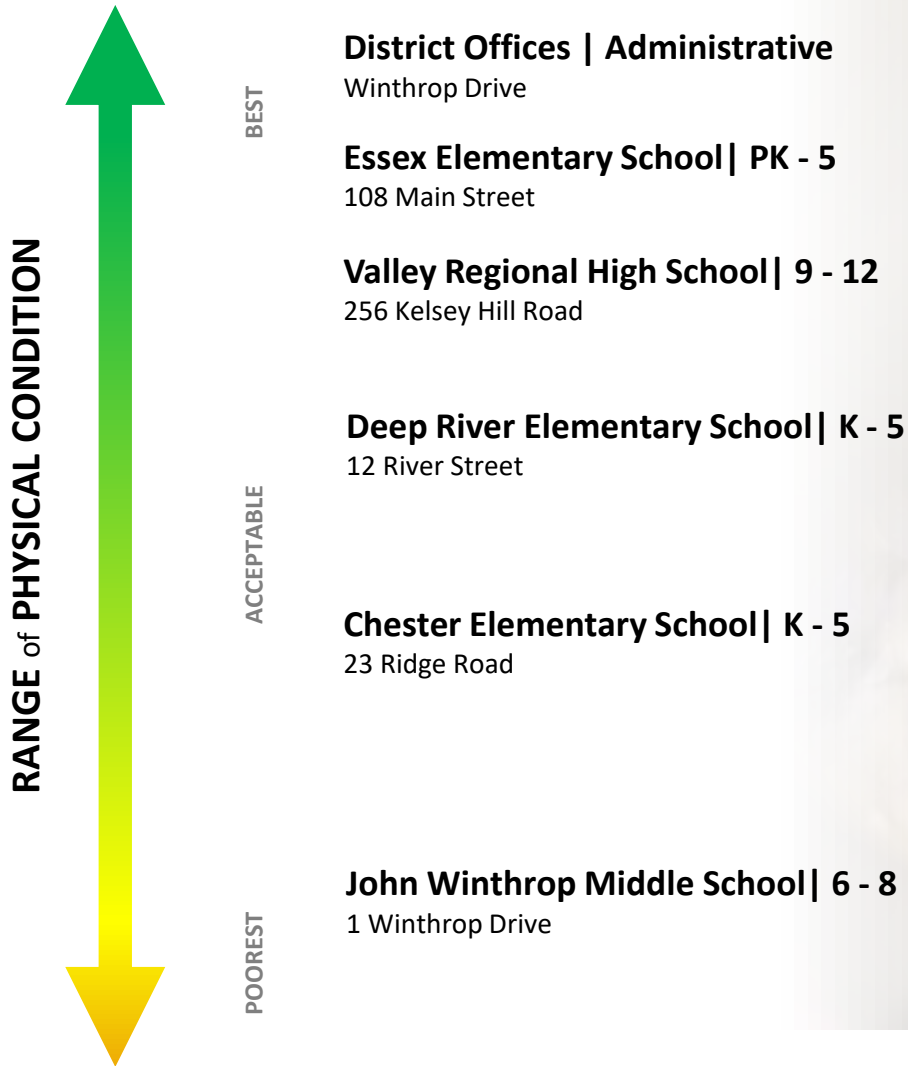 RANGE of PHYSICAL CONDITION
BEST
District Offices | Administrative
Winthrop Drive
Essex Elementary School| PK - 5
108 Main Street
Valley Regional High School| 9 - 12
256 Kelsey Hill Road
ACCEPTABLE
Deep River Elementary School| K - 5
12 River Street
Chester Elementary School| K - 5
23 Ridge Road
POOREST
John Winthrop Middle School| 6 - 8
1 Winthrop Drive